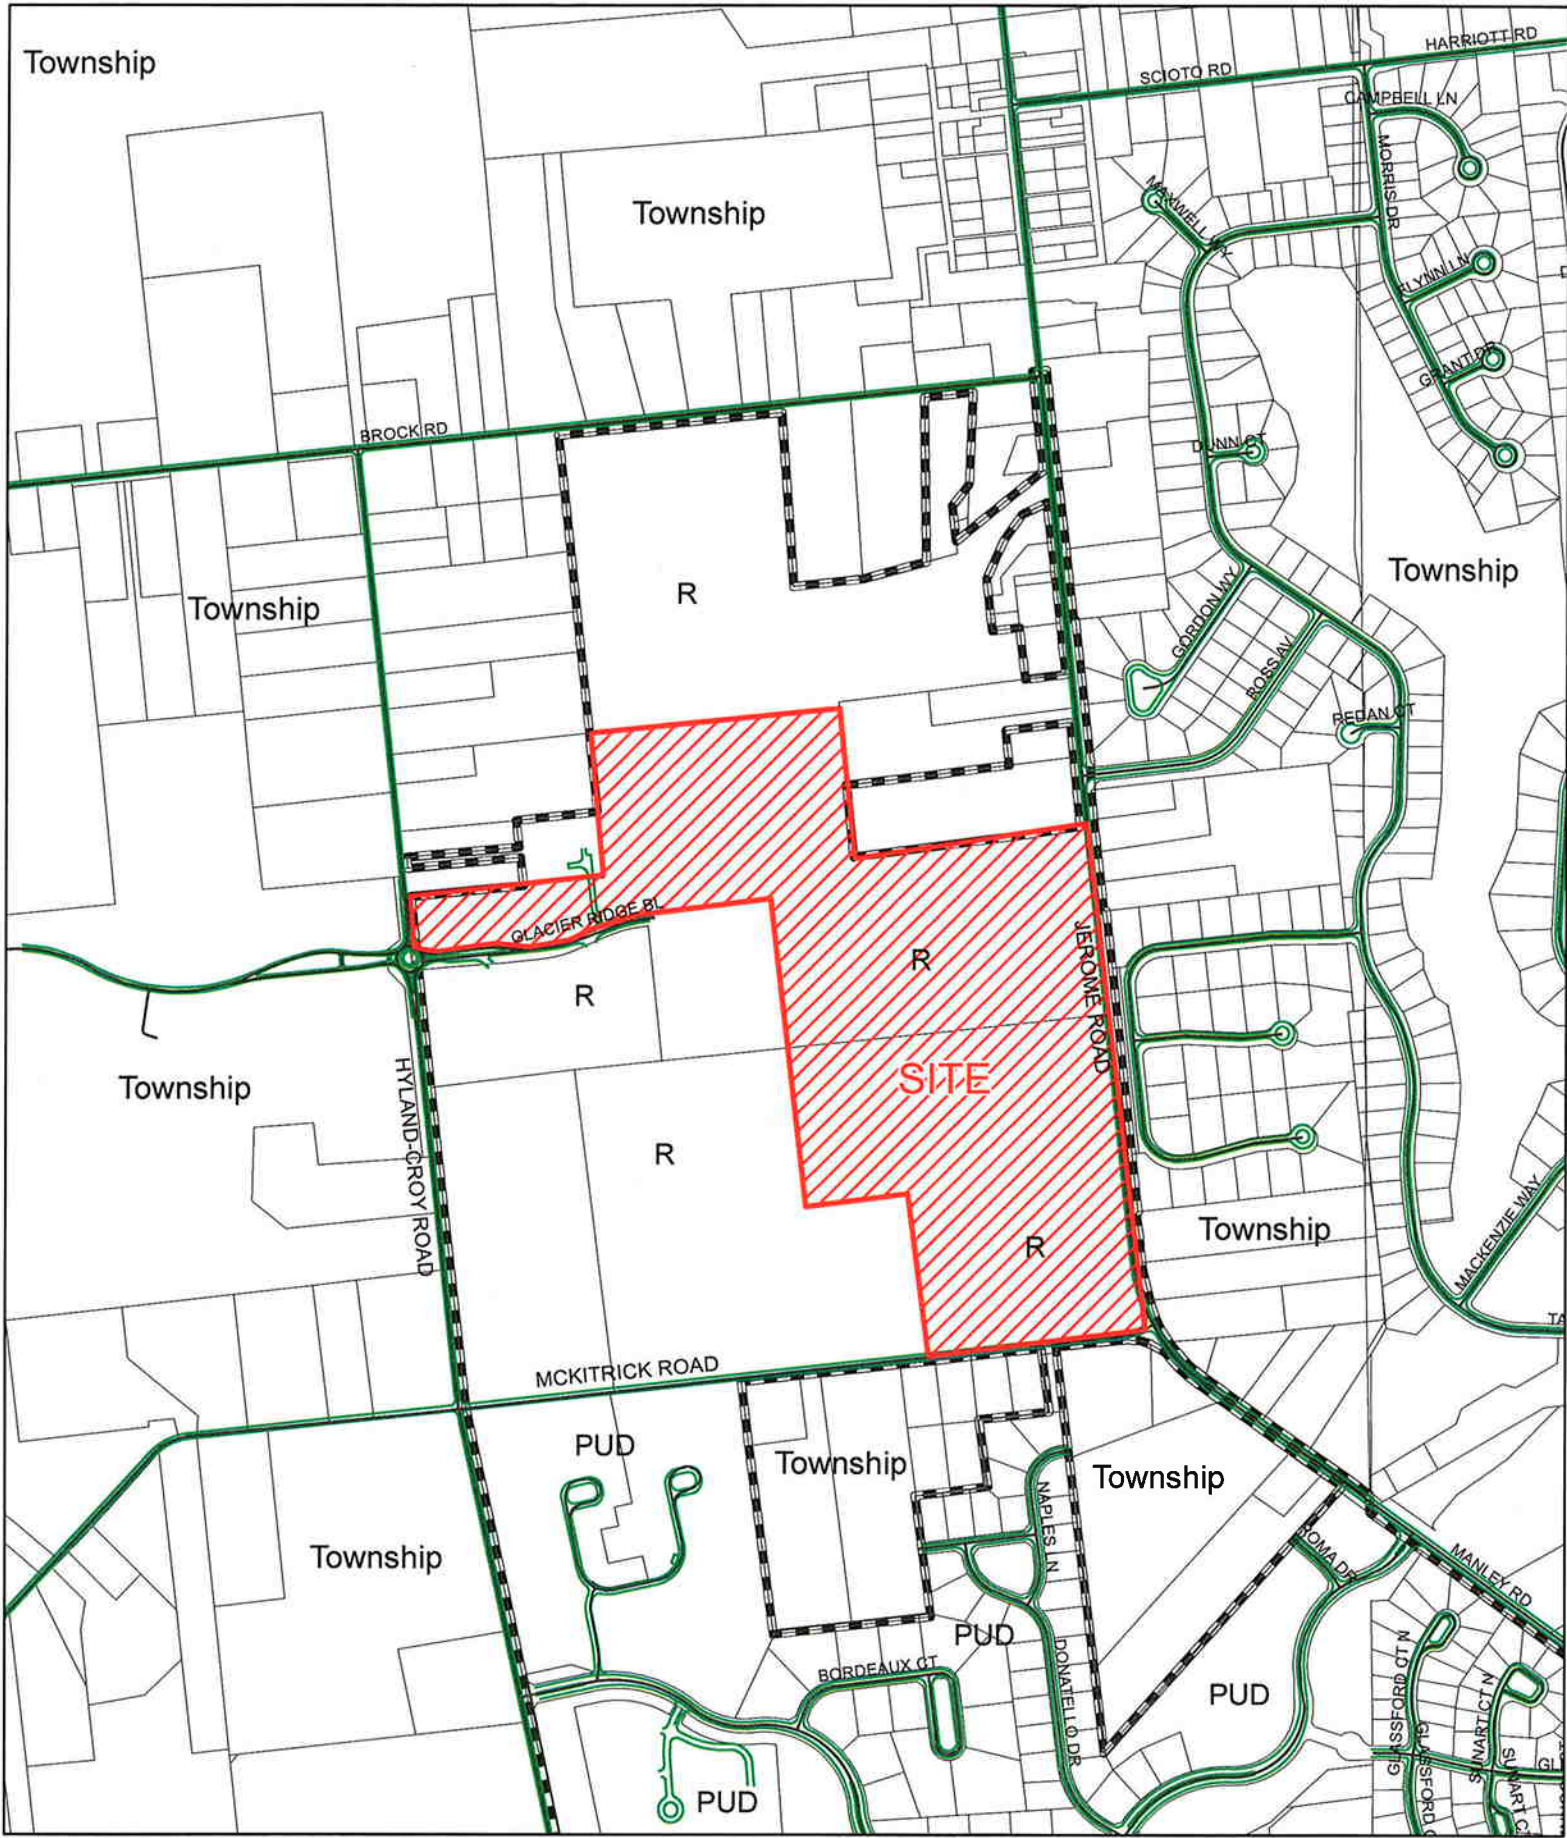 Township
HARRIOTT RD
SCIOTO RD
CAMPBELL LN
MORRIS DR
MAXWELL WY
Township
FLYNN LN
GRANT DR
BROCK RD
DUNN CT
Township
R
Township
GORDON WY
ROSS AV
REDAN CT
GLACIER RIDGE BL
R
JEROME ROAD
R
Township
SITE
HYLAND-CROY ROAD
R
R
Township
MACKENZIE WAY
TA
MCKITRICK ROAD
PUD
Township
Township
NAPLES LN
ROMA DR
MANLEY RD
Township
PUD
BORDEAUX CT
DONATELLO DR
PUD
GLASSFORD CT N
SUNART CT N
GLASSFORD C
SUNART CT
GL
PUD